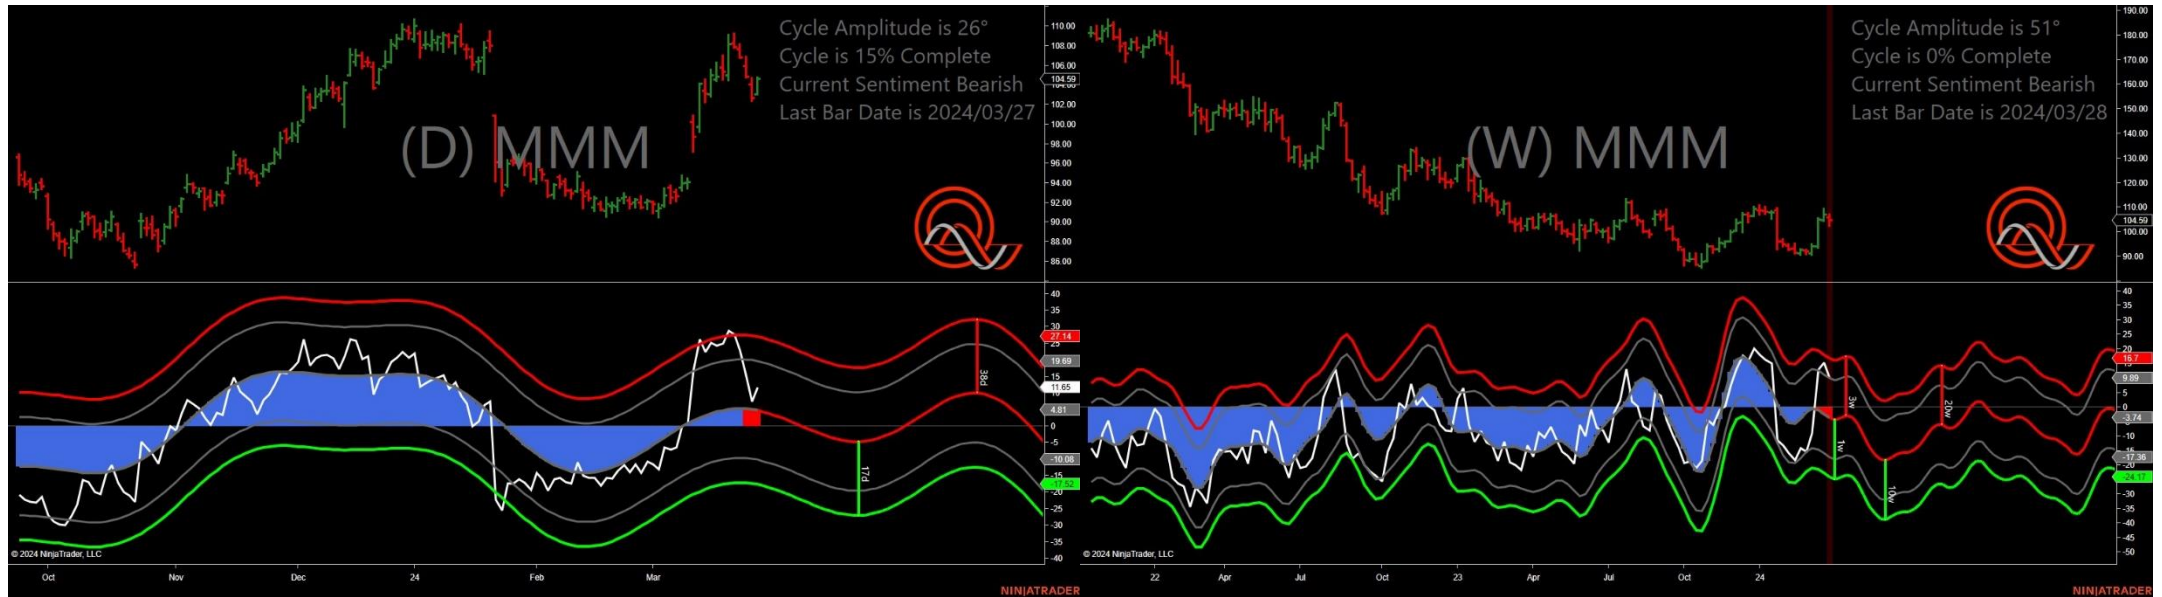 Cycle Amplitude is 26°
Cycle is 15% Complete
Current Sentiment Bearish
Last Bar Date is 2024/03/27
(D) MMM
110.00
108.00
106.00
104.59
102.00
100.00
98.00
96.00
94.00
92.00
90.00
88.00
86.00
40
35
30
27.14
25
19.69
15
11.65
4.81
0
-5
-10.08
-15
-17.52
-20
-25
-30
-35
-40
38d
17d
© 2024 NinjaTrader, LLC
Oct
Nov
Dec
24
Feb
Mar
NINJATRADER
Cycle Amplitude is 51°
Cycle is 0% Complete
Current Sentiment Bearish
Last Bar Date is 2024/03/28
(W) MMM
190.00
180.00
170.00
160.00
150.00
140.00
130.00
120.00
110.00
104.59
100.00
90.00
40
35
30
25
20
16.7
9.89
5
0
-3.74
-10
-15
-17.36
-20
-24.17
-30
-35
-40
-45
-50
3w
1w
20w
10w
© 2024 NinjaTrader, LLC
22
Apr
Jul
Oct
23
Apr
Jul
Oct
24
NINJATRADER